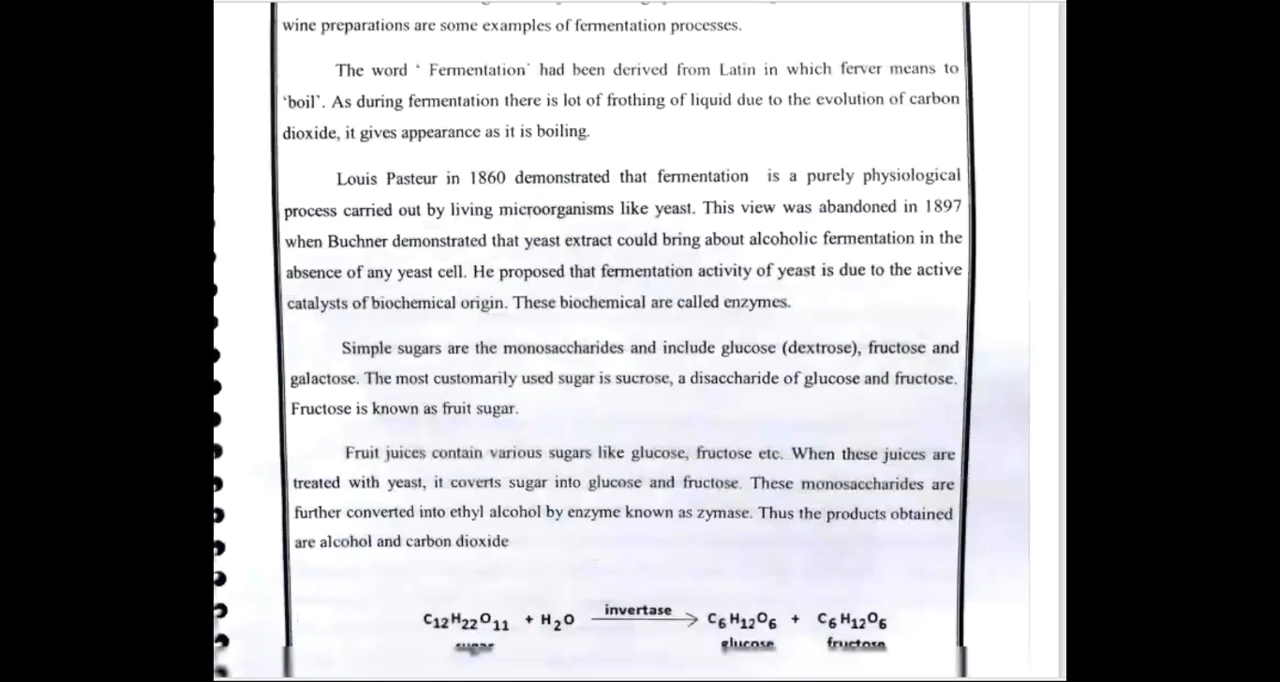 wine preparations are some examples of fermentation processes.
The word ‘ Fermentation’ had been derived from Latin in which ferver means to
‘boil’. As during fermentation there is lot of frothing of liquid due to the evolution of carbon
dioxide, it gives appearance as it is boiling.
Louis Pasteur in 1860 demonstrated that fermentation is a purely physiological
process carried out by living microorganisms like yeast. This view was abandoned in 1897
when Buchner demonstrated that yeast extract could bring about alcoholic fermentation in the
absence of any yeast cell. He proposed that fermentation activity of yeast is due to the active
catalysts of biochemical origin. These biochemical are called enzymes.
Simple sugars are the monosaccharides and include glucose (dextrose), fructose and
galactose. The most customarily used sugar is sucrose, a disaccharide of glucose and fructose.
Fructose is known as fruit sugar.
Fruit juices contain various sugars like glucose, fructose etc. When these juices are
treated with yeast, it coverts sugar into glucose and fructose. These monosaccharides are
further converted into ethyl alcohol by enzyme known as zymase. Thus the products obtained
are alcohol and carbon dioxide
invertase
C12H22O11 + H2O → C6H12O6 + C6H12O6
sugar glucose fructose